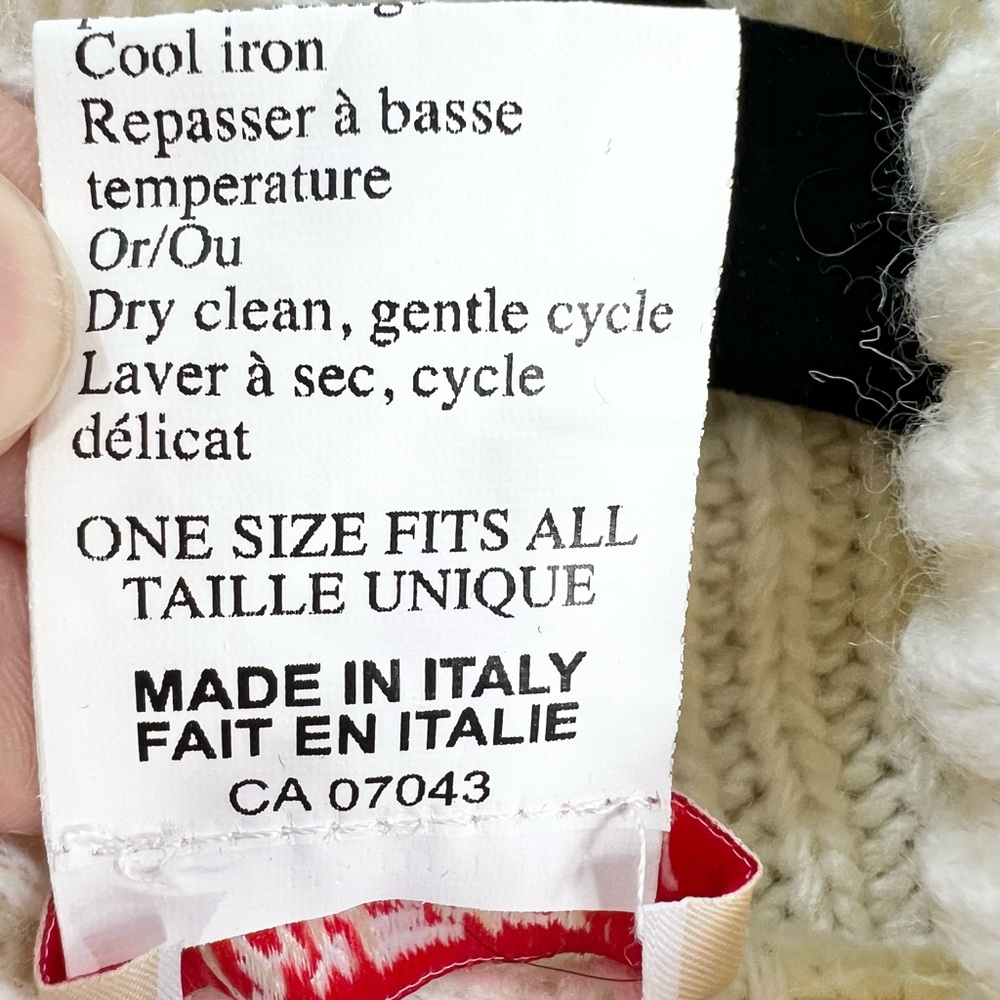 Cool iron
Repasser à basse
temperature
Or/Ou
Dry clean, gentle cycle
Laver à sec, cycle
délicat
ONE SIZE FITS ALL
TAILLE UNIQUE
MADE IN ITALY
FAIT EN ITALIE
CA 07043